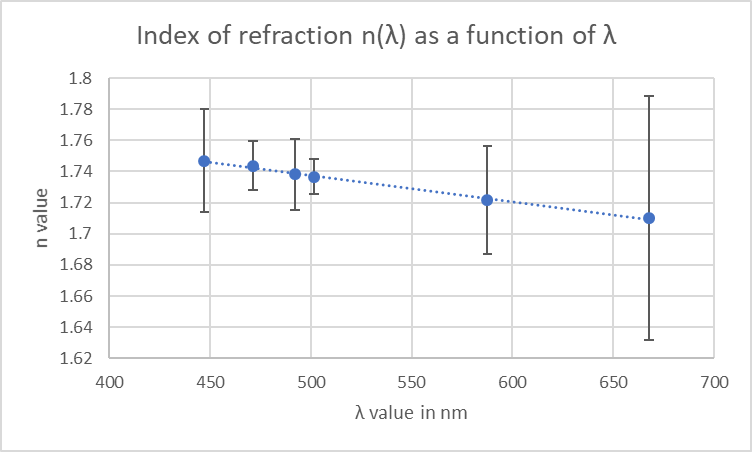 Index of refraction n(λ) as a function of λ
1.8
1.78
1.76
1.74
1.72
1.7
1.68
1.66
1.64
1.62
n value
400 450 500 550 600 650 700
λ value in nm